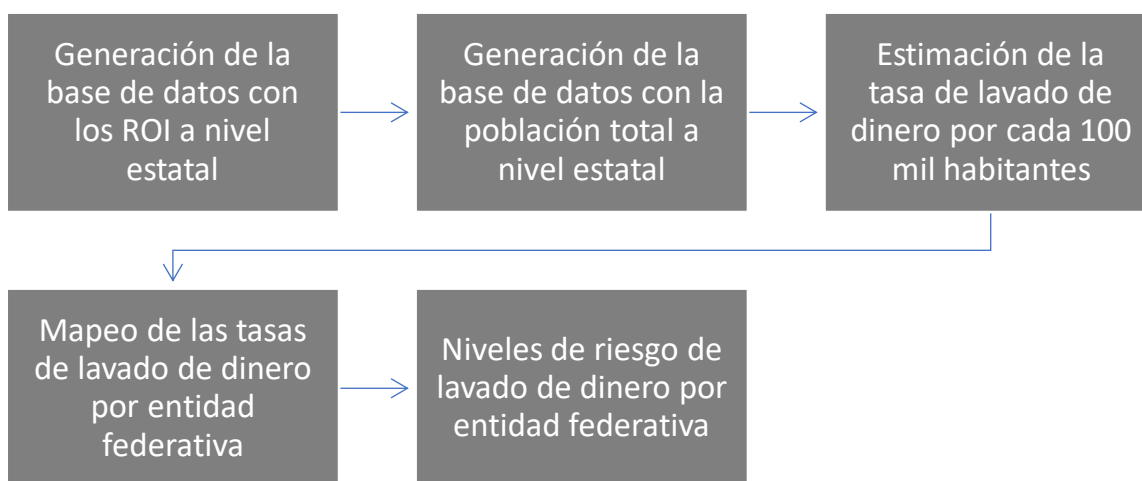 Generación de la
base de datos con
los ROI a nivel
estatal
Generación de la
base de datos con la
población total a
nivel estatal
Estimación de la
tasa de lavado de
dinero por cada 100
mil habitantes
Mapeo de las tasas
de lavado de dinero
por entidad
federativa
Niveles de riesgo de
lavado de dinero por
entidad federativa